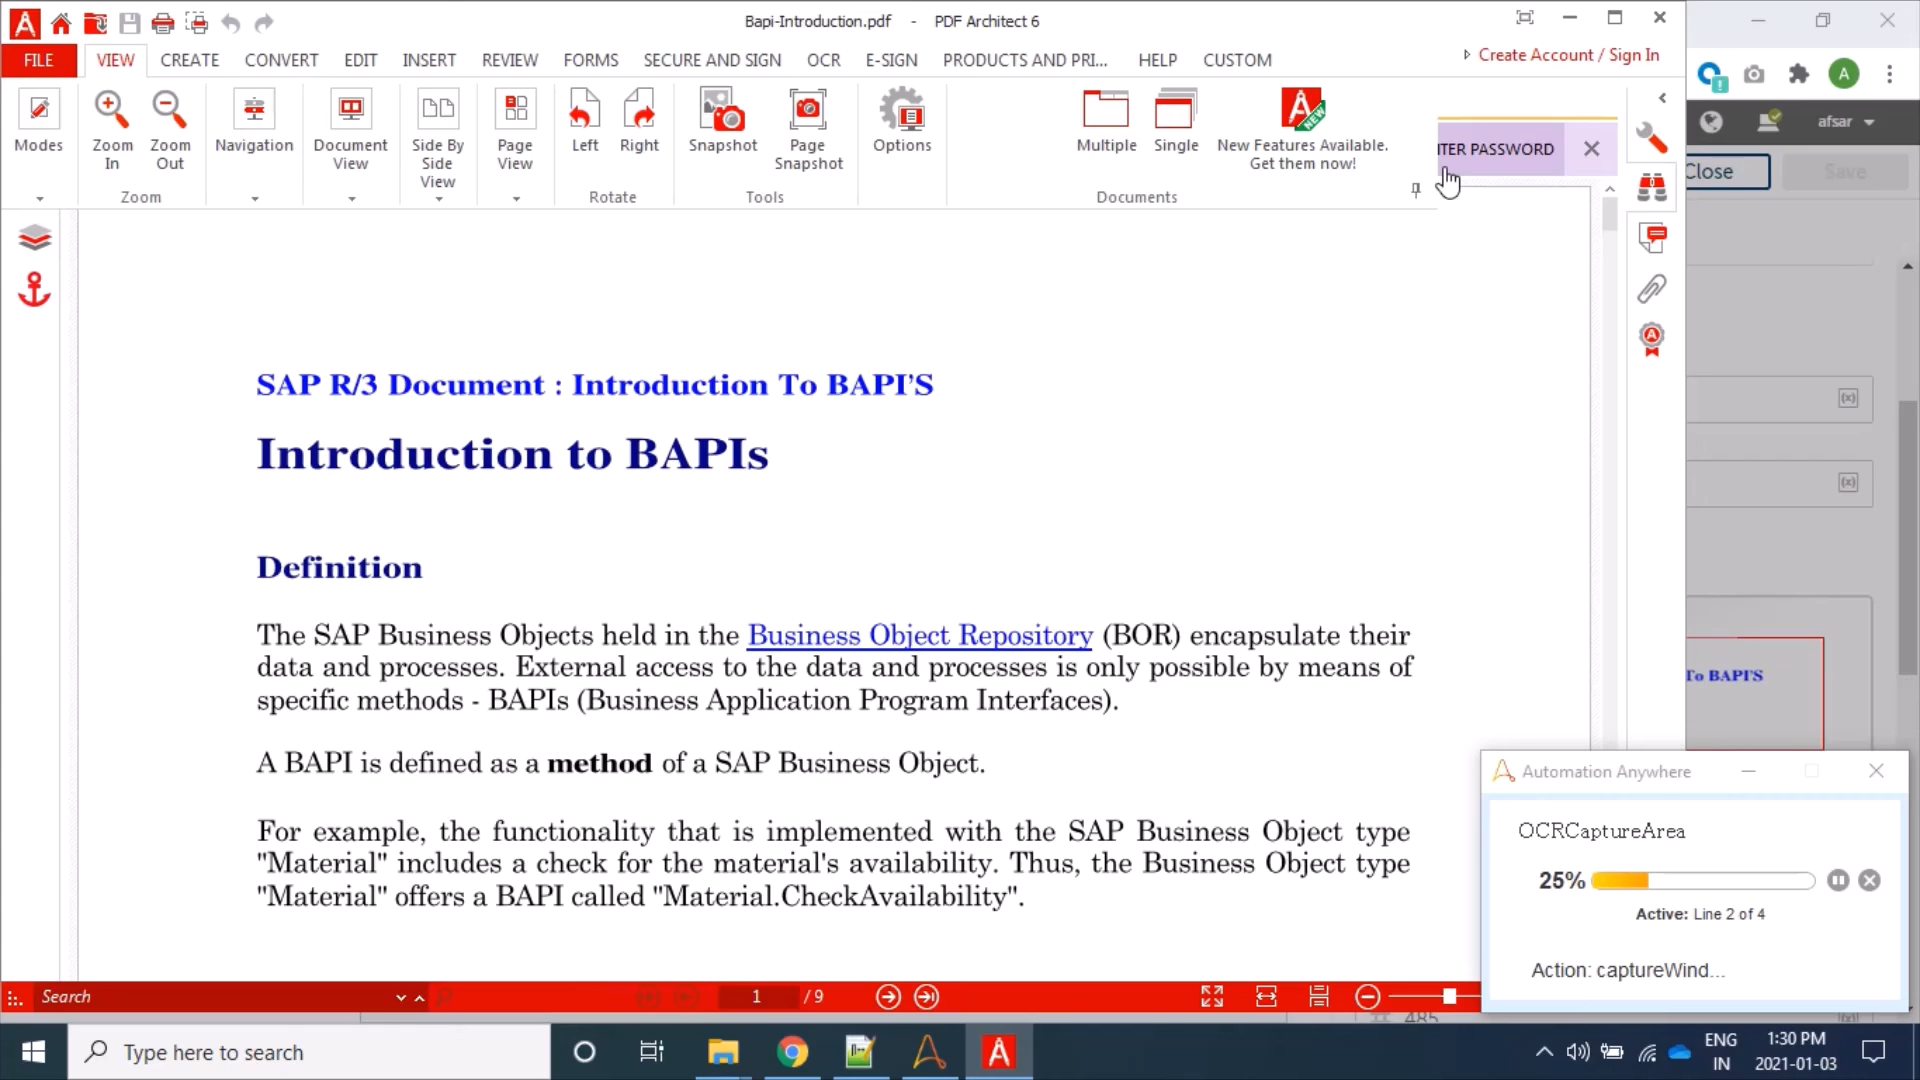 Bapi-Introduction.pdf - PDF Architect 6
FILE VIEW CREATE CONVERT EDIT INSERT REVIEW FORMS SECURE AND SIGN OCR E-SIGN PRODUCTS AND PRI... HELP CUSTOM
Create Account / Sign In
Modes
Zoom In
Zoom Out
Zoom
Navigation
Document View
Side By Side View
Page View
Left
Right
Rotate
Snapshot
Page Snapshot
Tools
Options
Multiple
Single
New Features Available.
Get them now!
NEW
Documents
TER PASSWORD
A
afsar
Close
Save
SAP R/3 Document : Introduction To BAPI'S
Introduction to BAPIs
Definition
The SAP Business Objects held in the Business Object Repository (BOR) encapsulate their
data and processes. External access to the data and processes is only possible by means of
specific methods - BAPIs (Business Application Program Interfaces).
A BAPI is defined as a method of a SAP Business Object.
For example, the functionality that is implemented with the SAP Business Object type
"Material" includes a check for the material's availability. Thus, the Business Object type
"Material" offers a BAPI called "Material.CheckAvailability".
(x)
(x)
To BAPI'S
Automation Anywhere
OCRCaptureArea
25%
Active: Line 2 of 4
Action: captureWind...
Search
1 / 9
485
Type here to search
ENG
IN
1:30 PM
2021-01-03